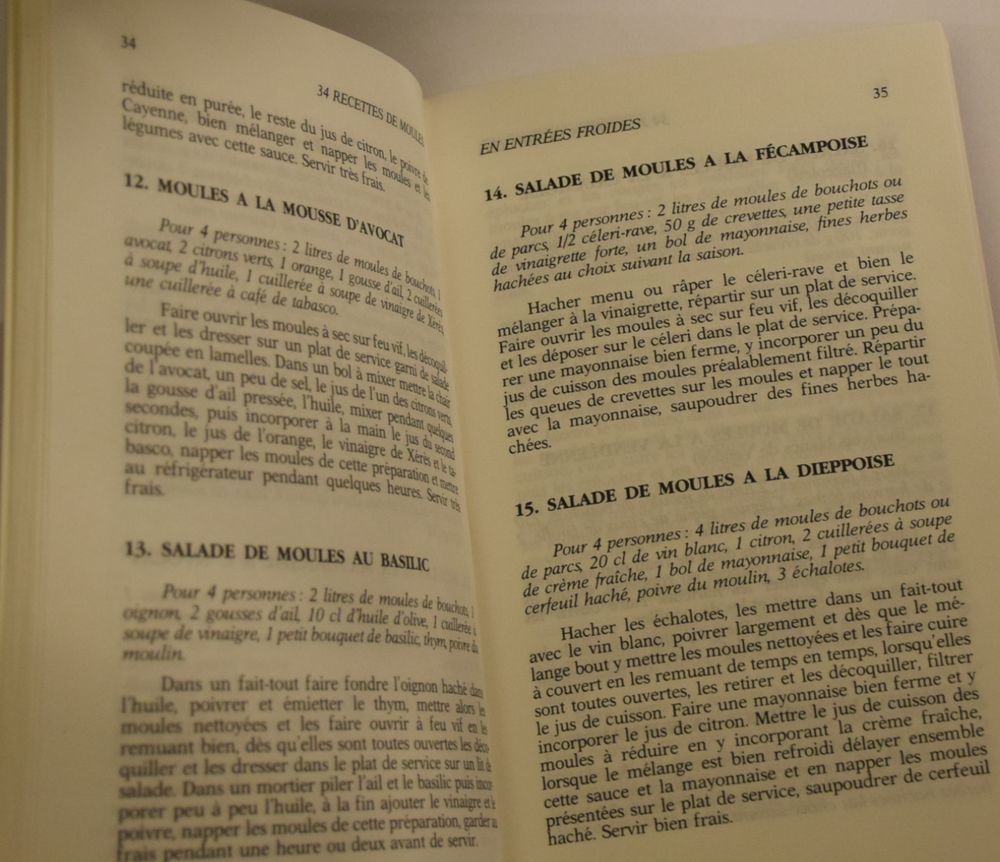 34
34 RECETTES DE MOULES
réduite en purée, le reste du jus de citron, le poivre de
Cayenne, bien mélanger et napper les moules et les
légumes avec cette sauce. Servir très frais.
12. MOULES A LA MOUSSE D'AVOCAT
Pour 4 personnes : 2 litres de moules de bouchots, 1
avocat, 2 citrons verts, 1 orange, 1 gousse d'ail, 2 cuillerées
à soupe d'huile, 1 cuillerée à soupe de vinaigre de Xérès,
une cuillerée à café de tabasco.
Faire ouvrir les moules à sec sur feu vif, les décoquil-
ler et les dresser sur un plat de service garni de salade
coupée en lamelles. Dans un bol à mixer mettre la chair
de l'avocat, un peu de sel, le jus de l'un des citrons verts,
la gousse d'ail pressée, l'huile, mixer pendant quelques
secondes, puis incorporer à la main le jus du second
citron, le jus de l'orange, le vinaigre de Xérès et le ta-
basco, napper les moules de cette préparation et mettre
au réfrigérateur pendant quelques heures. Servir très
frais.
13. SALADE DE MOULES AU BASILIC
Pour 4 personnes : 2 litres de moules de bouchots, 1
oignon, 2 gousses d'ail, 10 cl d'huile d'olive, 1 cuillerée à
soupe de vinaigre, 1 petit bouquet de basilic, thym, poivre du
moulin.
Dans un fait-tout faire fondre l'oignon haché dans
l'huile, poivrer et émietter le thym, mettre alors les
moules nettoyées et les faire ouvrir à feu vif en les
remuant bien, dès qu'elles sont toutes ouvertes les déco-
quiller et les dresser dans le plat de service sur un lit de
salade. Dans un mortier piler l'ail et le basilic puis incor-
porer peu à peu l'huile, à la fin ajouter le vinaigre et le
poivre, napper les moules de cette préparation, garder au
frais pendant une heure ou deux avant de servir.
35
EN ENTRÉES FROIDES
14. SALADE DE MOULES A LA FÉCAMPOISE
Pour 4 personnes : 2 litres de moules de bouchots ou
de parcs, 1/2 céleri-rave, 50 g de crevettes, une petite tasse
de vinaigrette forte, un bol de mayonnaise, fines herbes
hachées au choix suivant la saison.
Hacher menu ou râper le céleri-rave et bien le
mélanger à la vinaigrette, répartir sur un plat de service.
Faire ouvrir les moules à sec sur feu vif, les décoquiller
et les déposer sur le céleri dans le plat de service. Prépa-
rer une mayonnaise bien ferme, y incorporer un peu du
jus de cuisson des moules préalablement filtré. Répartir
les queues de crevettes sur les moules et napper le tout
avec la mayonnaise, saupoudrer des fines herbes ha-
chées.
15. SALADE DE MOULES A LA DIEPPOISE
Pour 4 personnes : 4 litres de moules de bouchots ou
de parcs, 20 cl de vin blanc, 1 citron, 2 cuillerées à soupe
de crème fraîche, 1 bol de mayonnaise, 1 petit bouquet de
cerfeuil haché, poivre du moulin, 3 échalotes.
Hacher les échalotes, les mettre dans un fait-tout
avec le vin blanc, poivrer largement et dès que le mé-
lange bout y mettre les moules nettoyées et les faire cuire
à couvert en les remuant de temps en temps, lorsqu'elles
sont toutes ouvertes, les retirer et les décoquiller, filtrer
le jus de cuisson. Faire une mayonnaise bien ferme et y
incorporer le jus de citron. Mettre le jus de cuisson des
moules à réduire en y incorporant la crème fraîche,
lorsque le mélange est bien refroidi délayer ensemble
cette sauce et la mayonnaise et en napper les moules
présentées sur le plat de service, saupoudrer de cerfeuil
haché. Servir bien frais.